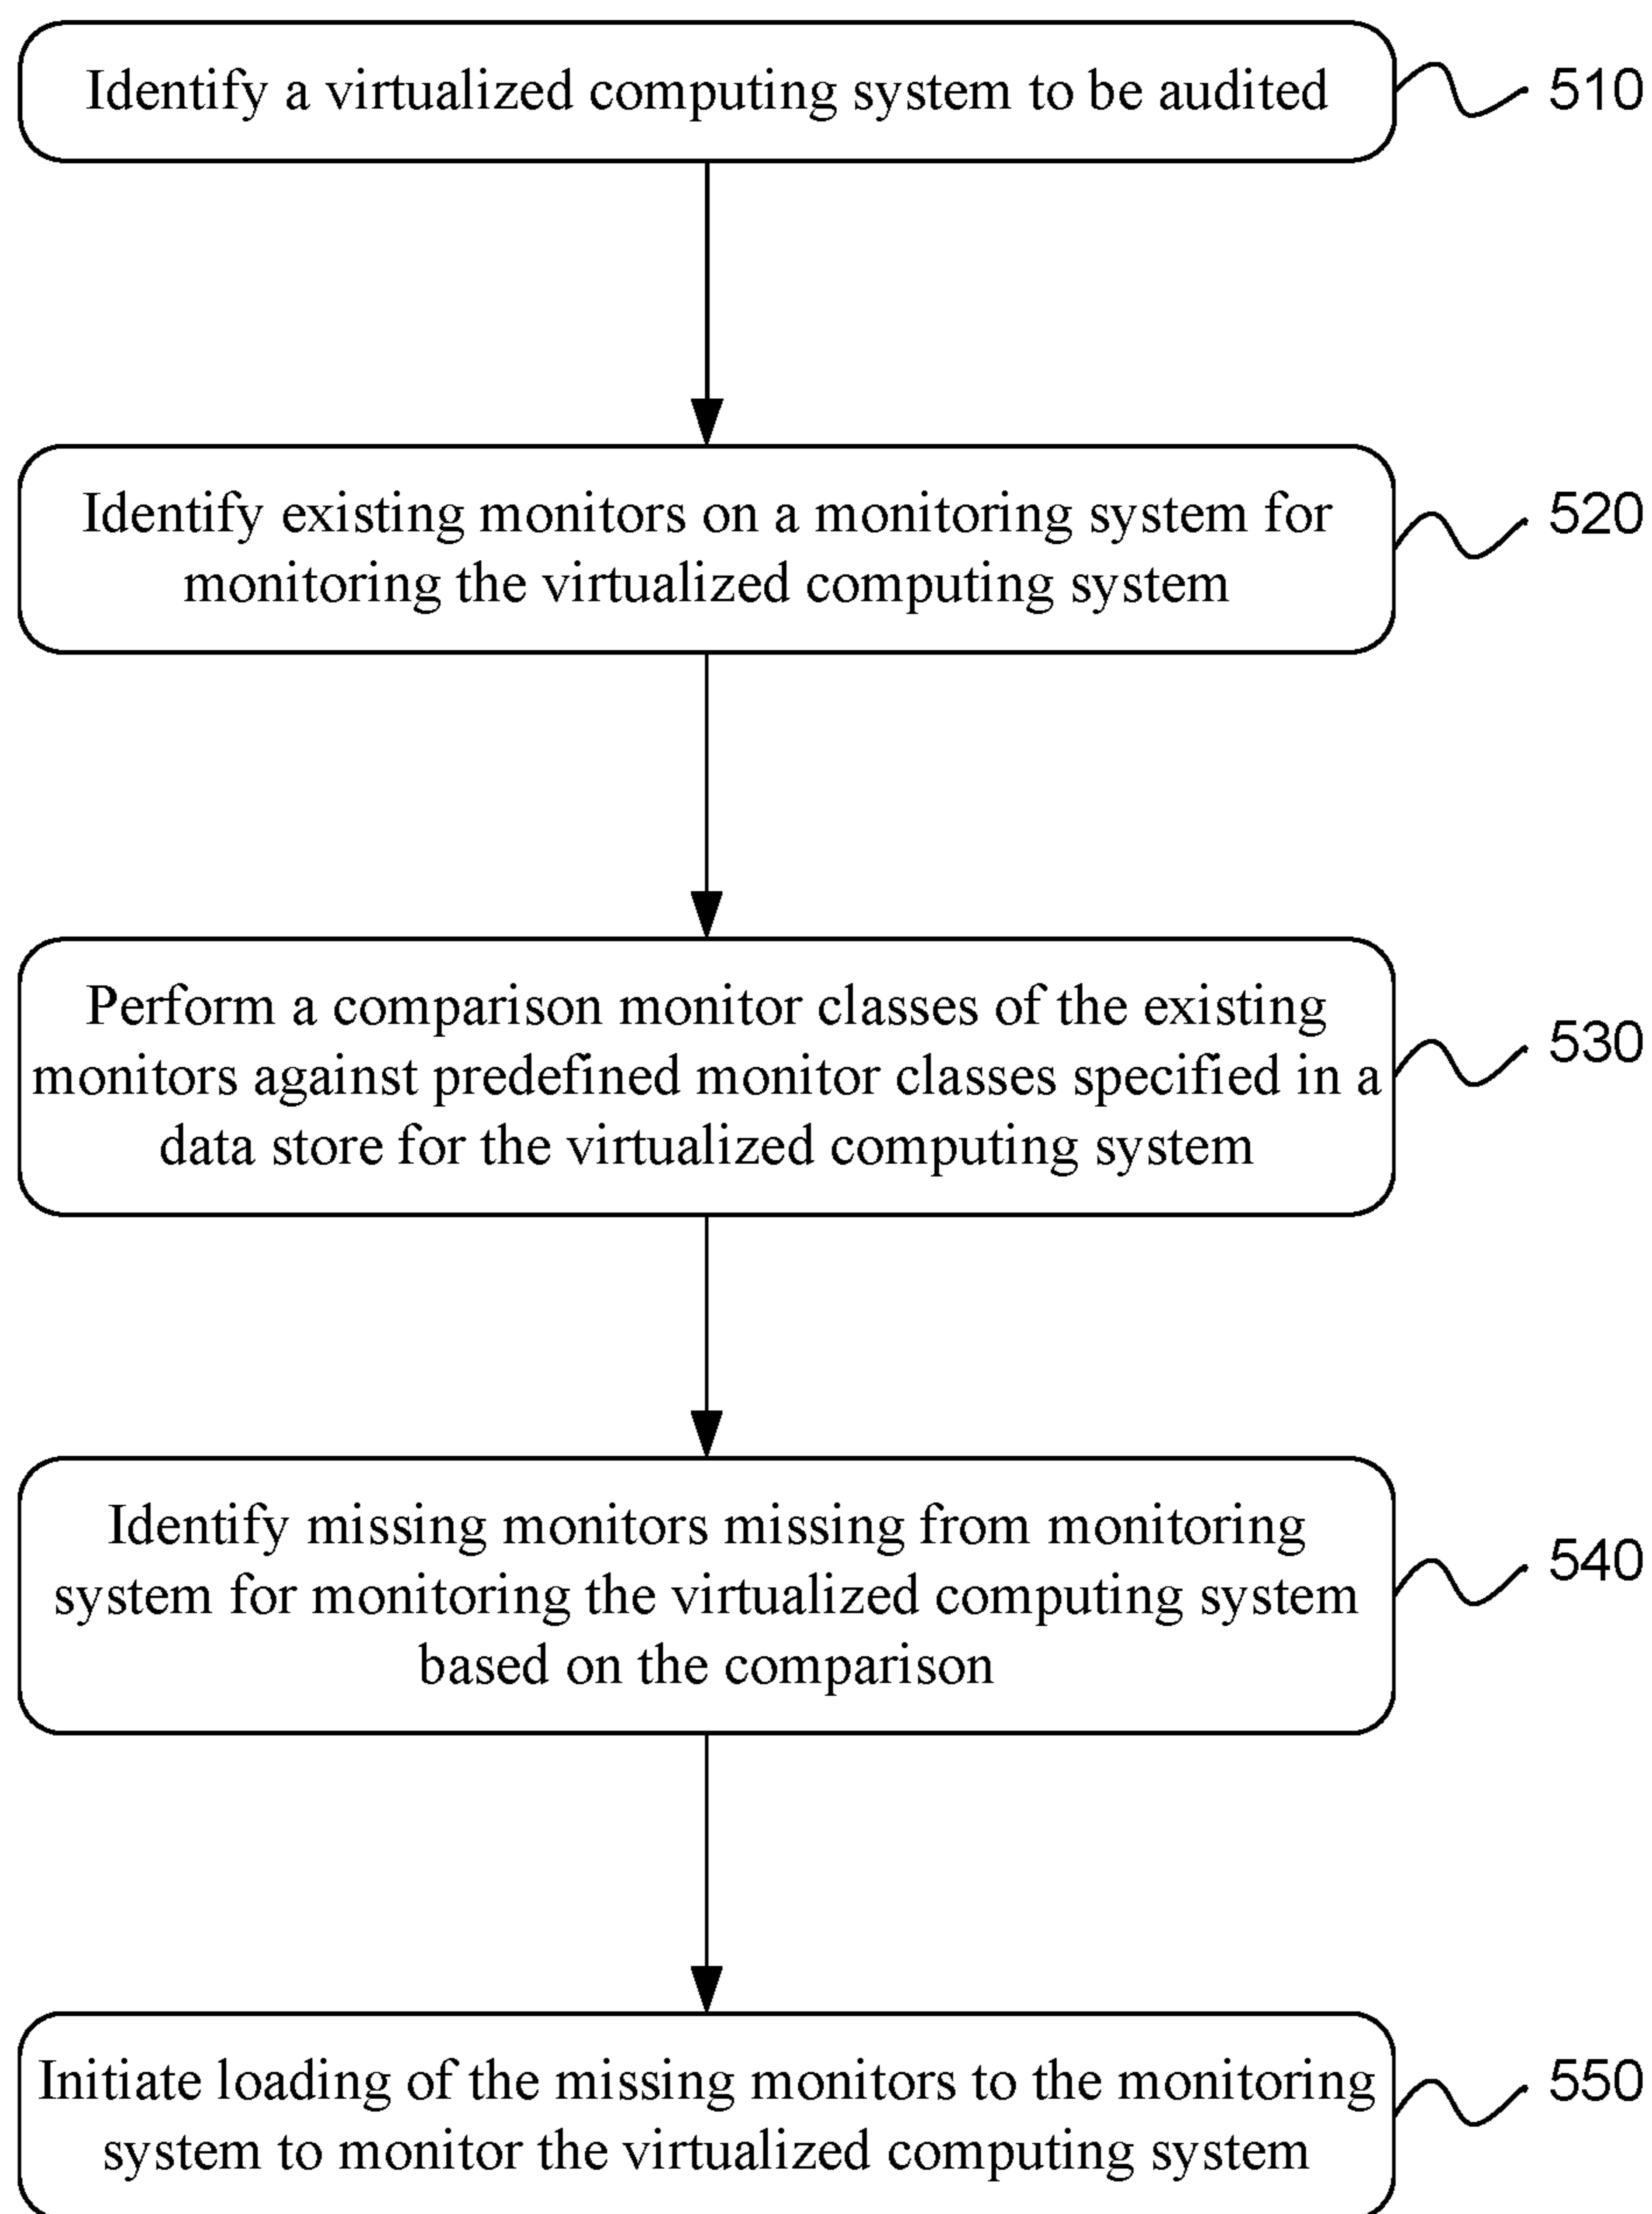 Identify a virtualized computing system to be audited
510
Identify existing monitors on a monitoring system for
monitoring the virtualized computing system
520
Perform a comparison monitor classes of the existing
monitors against predefined monitor classes specified in a
data store for the virtualized computing system
530
Identify missing monitors missing from monitoring
system for monitoring the virtualized computing system
based on the comparison
540
Initiate loading of the missing monitors to the monitoring
system to monitor the virtualized computing system
550